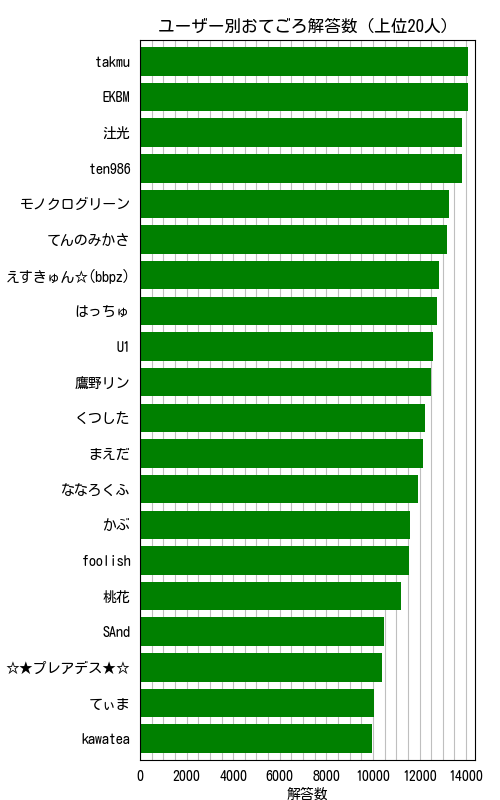 ユーザー別おてごろ解答数（上位20人）
takmu
EKBM
汢光
ten986
モノクログリーン
てんのみかさ
えすきゅん☆(bbpz)
はっちゅ
U1
鷹野リン
くつした
まえだ
ななろくふ
かぶ
foolish
桃花
SAnd
☆★プレアデス★☆
てぃま
kawatea
0 2000 4000 6000 8000 10000 12000 14000
解答数